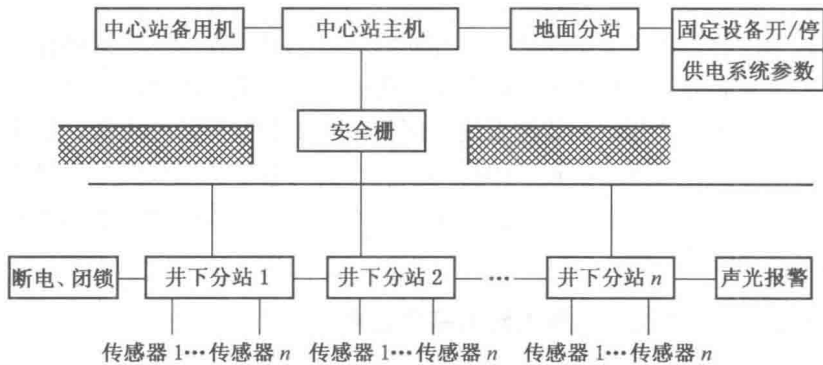 中心站备用机 中心站主机 地面分站 固定设备开/停
供电系统参数
安全栅
断电、闭锁 井下分站 1 井下分站 2 … 井下分站 n 声光报警
传感器 1…传感器 n 传感器 1…传感器 n 传感器 1…传感器 n